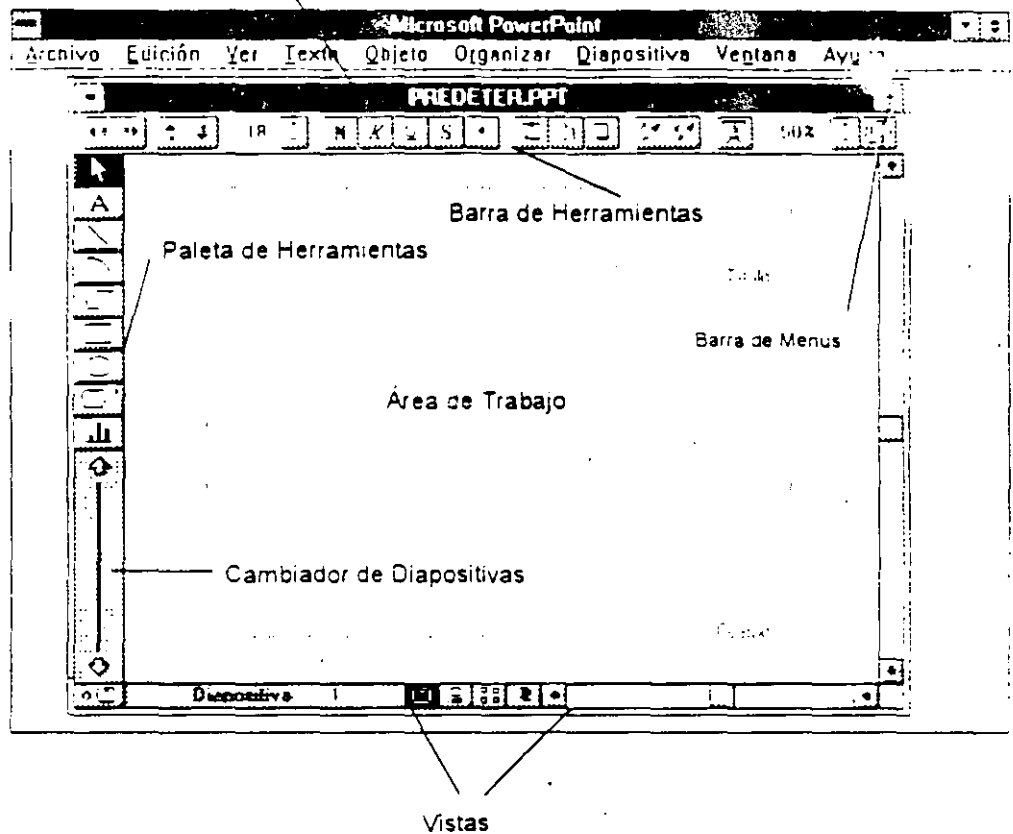 Microsoft PowerPoint
Archivo Edición Ver Texto Objeto Organizar Diapositiva Ventana
PREDETER.PPT
18 N K U S 50%
A
Barra de Herramientas
Paleta de Herramientas
Barra de Menus
Área de Trabajo
Cambiador de Diapositivas
Diapositiva 1
Vistas